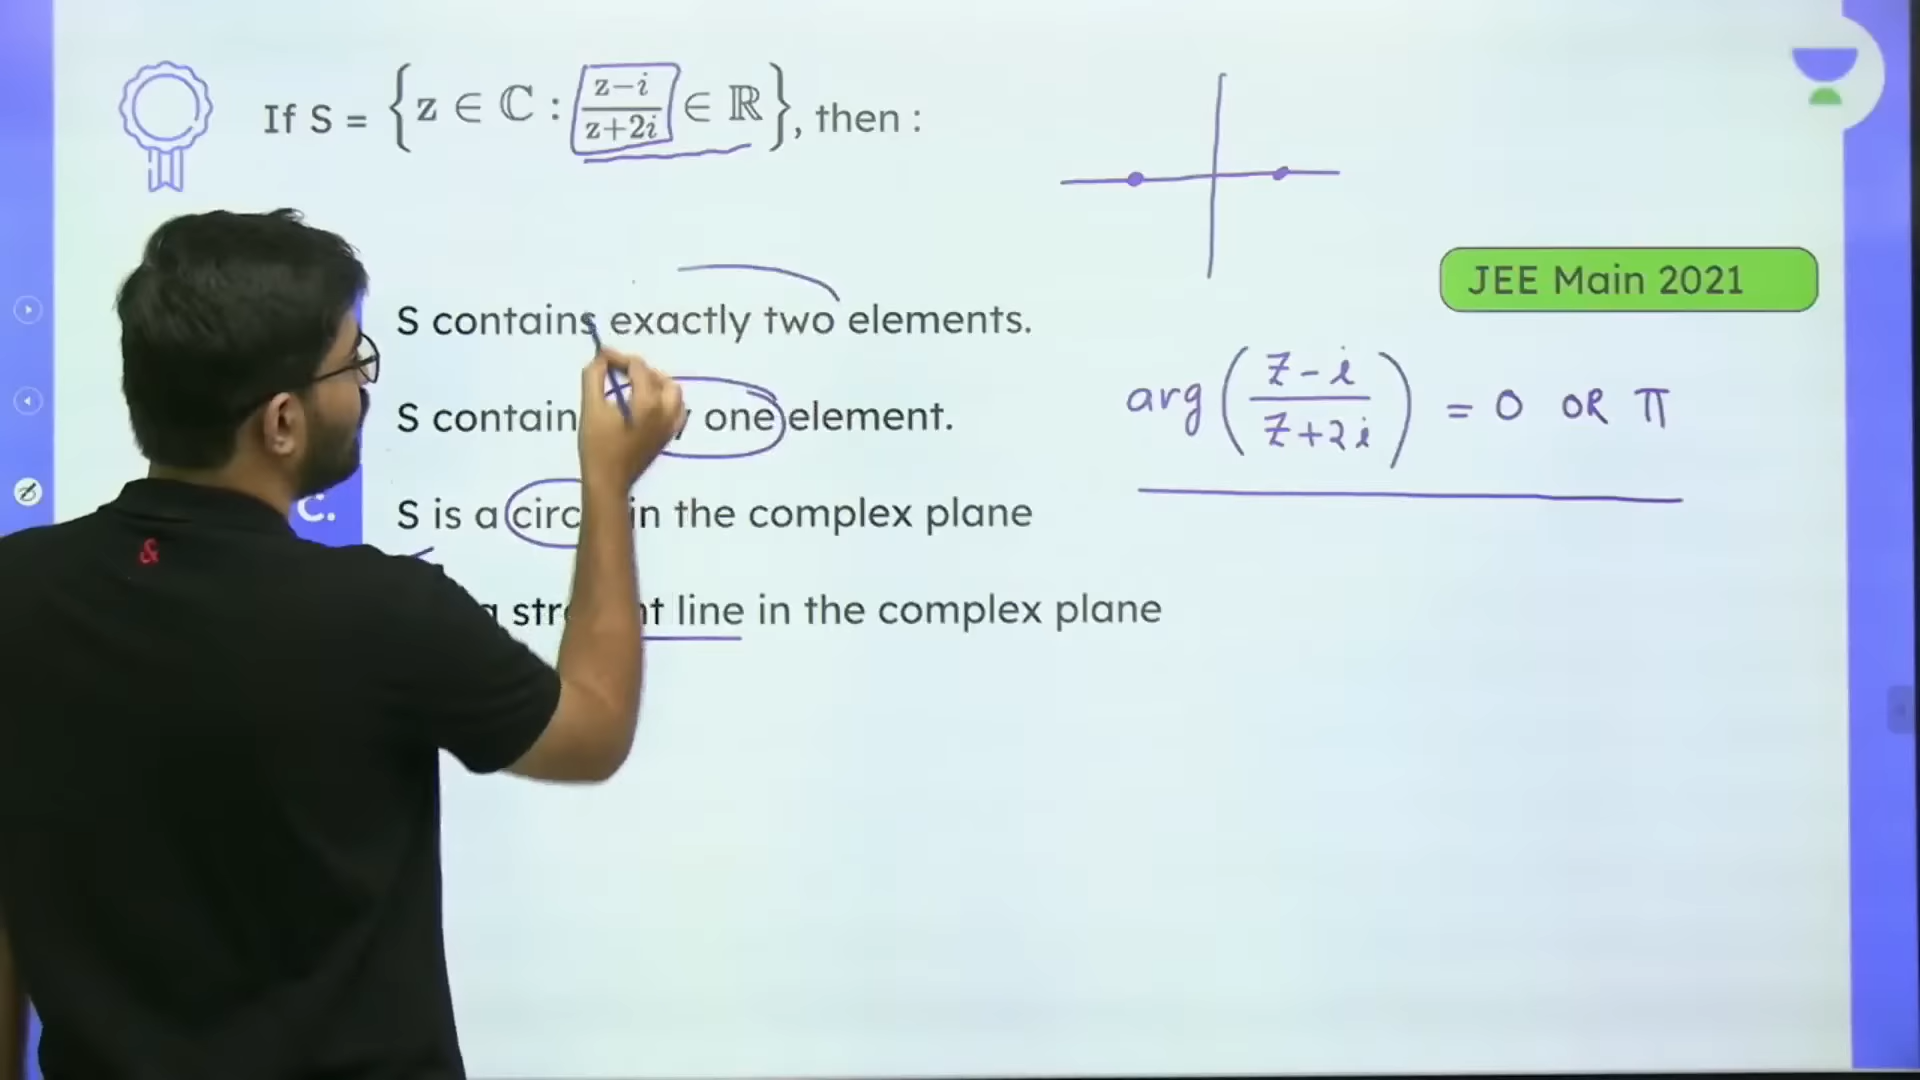 If S = {z ∈ ℂ : z−i/z+2i ∈ ℝ}, then :
JEE Main 2021
S contains exactly two elements.
arg(z−i/z+2i) = 0 OR π
S contain one element.
C. S is a circ in the complex plane
line in the complex plane